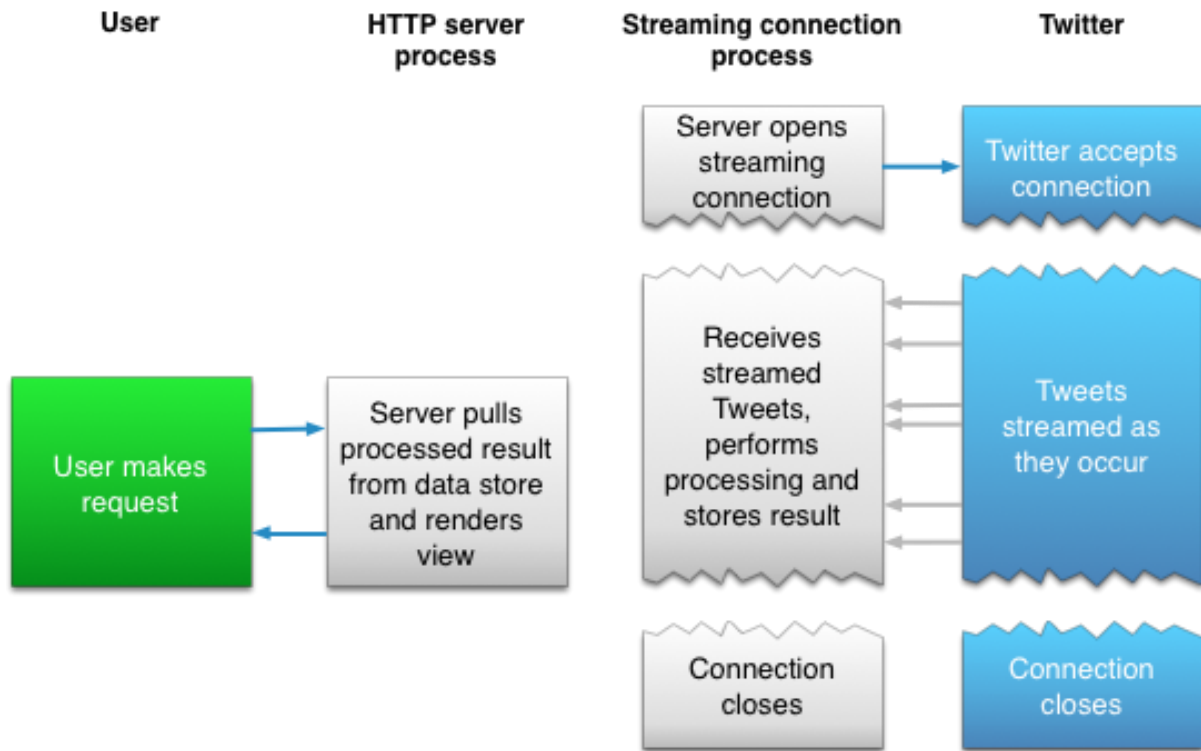 User
HTTP server
process
Streaming connection
process
Twitter
Server opens
streaming
connection
Twitter accepts
connection
User makes
request
Server pulls
processed result
from data store
and renders
view
Receives
streamed
Tweets,
performs
processing and
stores result
Tweets
streamed as
they occur
Connection
closes
Connection
closes